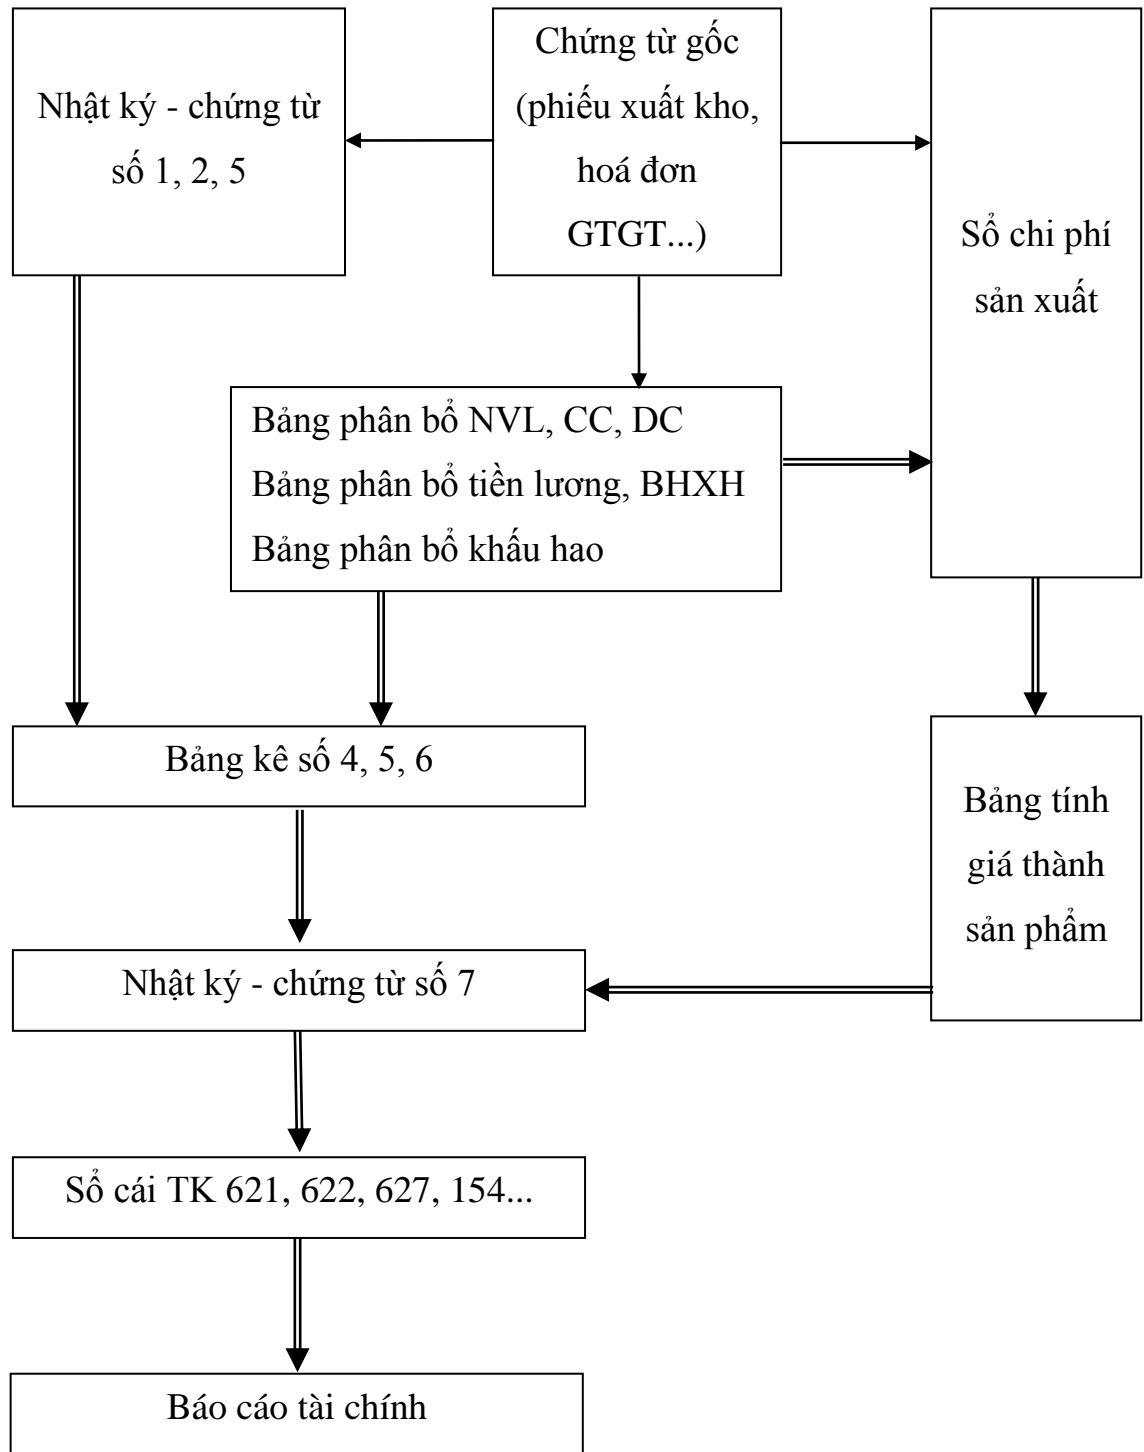 Nhật ký - chứng từ
số 1, 2, 5
Chứng từ gốc
(phiếu xuất kho,
hoá đơn
GTGT...)
Sổ chi phí
sản xuất
Bảng phân bổ NVL, CC, DC
Bảng phân bổ tiền lương, BHXH
Bảng phân bổ khấu hao
Bảng kê số 4, 5, 6
Bảng tính
giá thành
sản phẩm
Nhật ký - chứng từ số 7
Sổ cái TK 621, 622, 627, 154...
Báo cáo tài chính